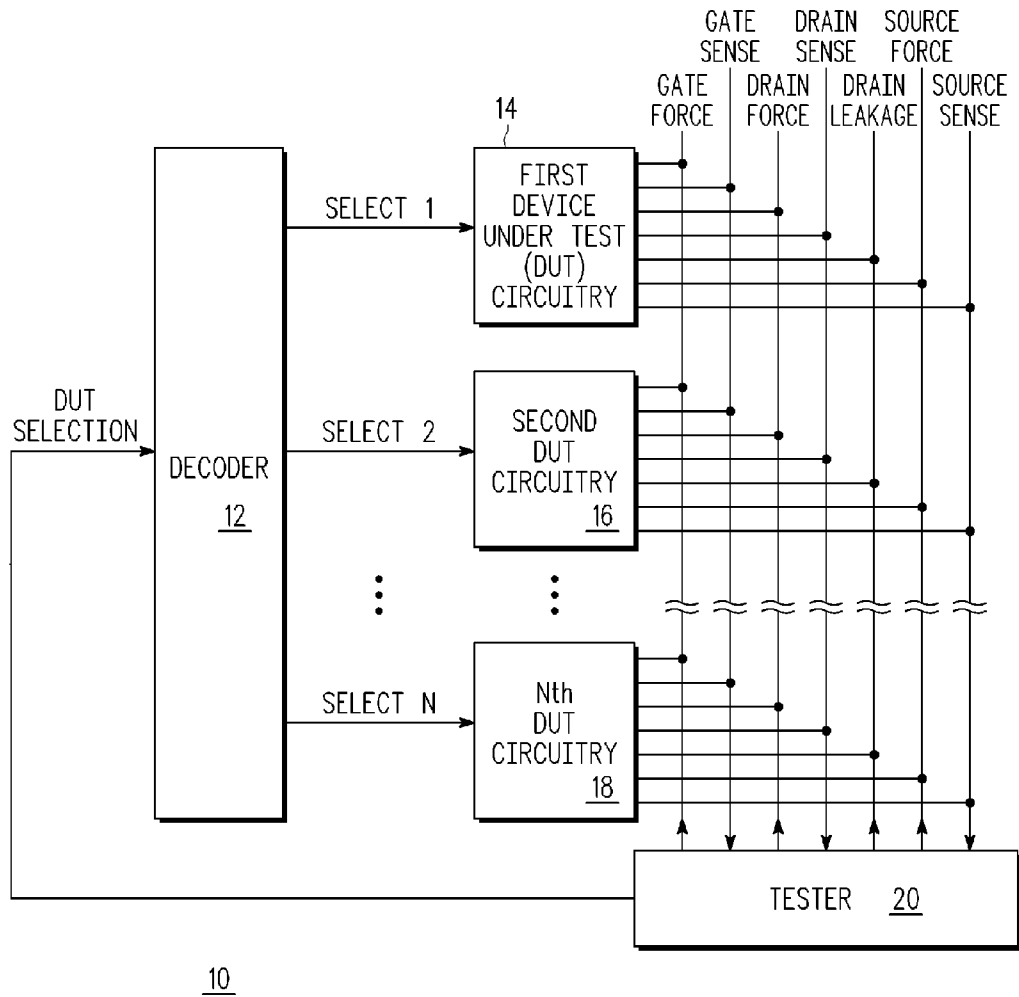 GATE SENSE
DRAIN SENSE
SOURCE FORCE
GATE FORCE
DRAIN FORCE
DRAIN LEAKAGE
SOURCE SENSE
14
FIRST
DEVICE
UNDER TEST
(DUT)
CIRCUITRY
SELECT 1
DUT
SELECTION
DECODER
12
SELECT 2
SECOND
DUT
CIRCUITRY
16
SELECT N
Nth
DUT
CIRCUITRY
18
TESTER 20
10